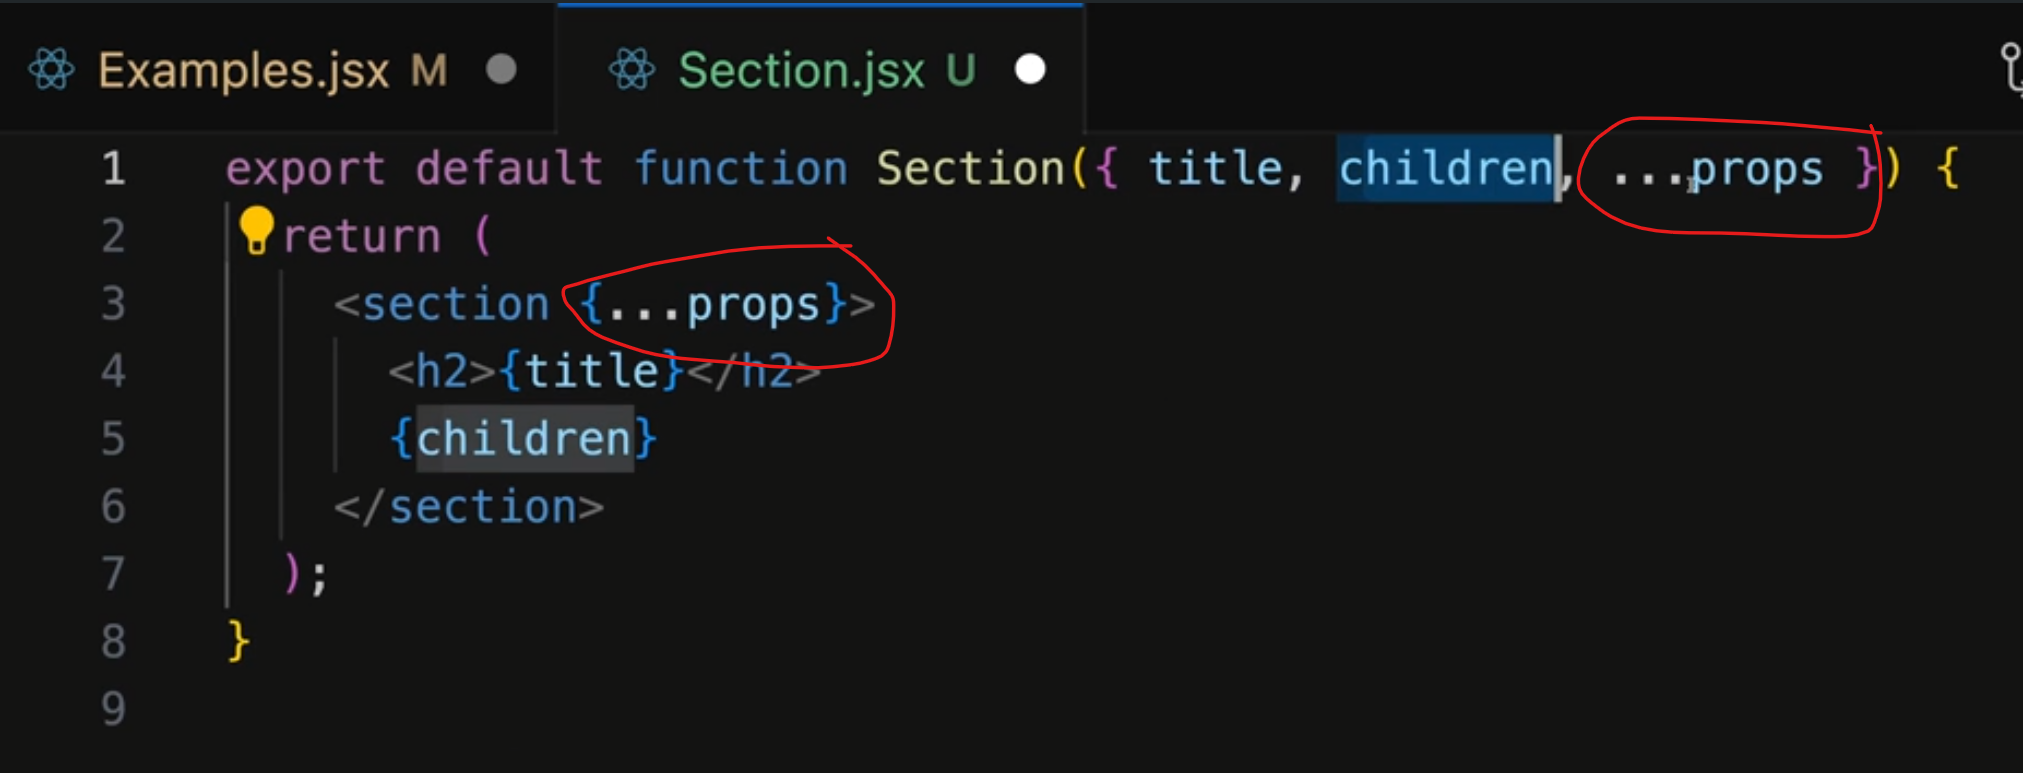 Examples.jsx M Section.jsx U
1 export default function Section({ title, children, ...props }) {
2 return (
3 <section {...props}>
4 <h2>{title}</h2>
5 {children}
6 </section>
7 );
8 }
9